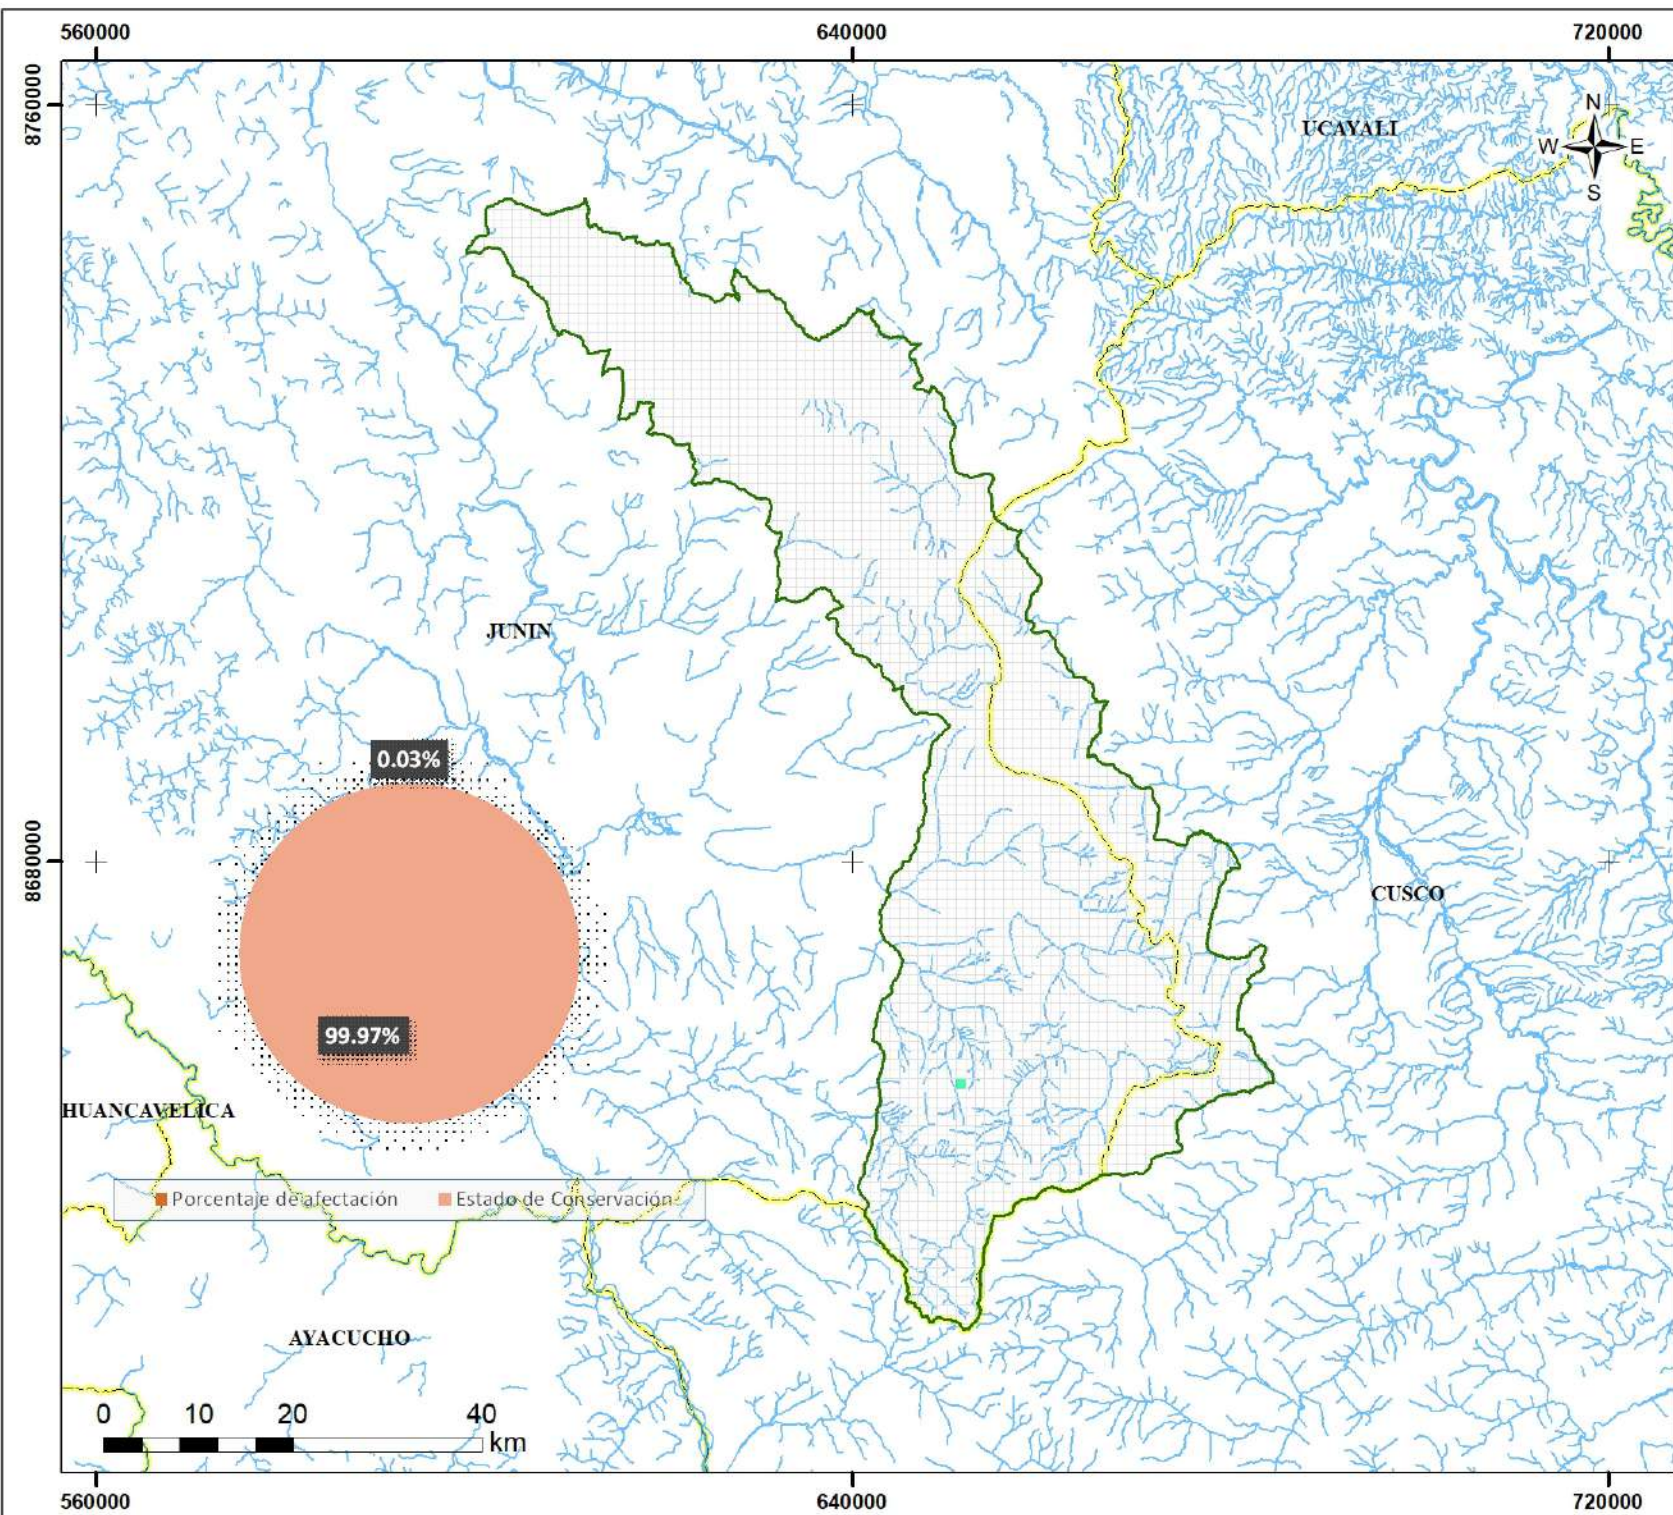 560000 640000 720000
8760000
N
UCAYALI
W E
S
JUNIN
0.03%
8680000
CUSCO
99.97%
HUANCAVELICA
Porcentaje de afectación Estado de Conservación
AYACUCHO
0 10 20 40
km
560000 640000 720000